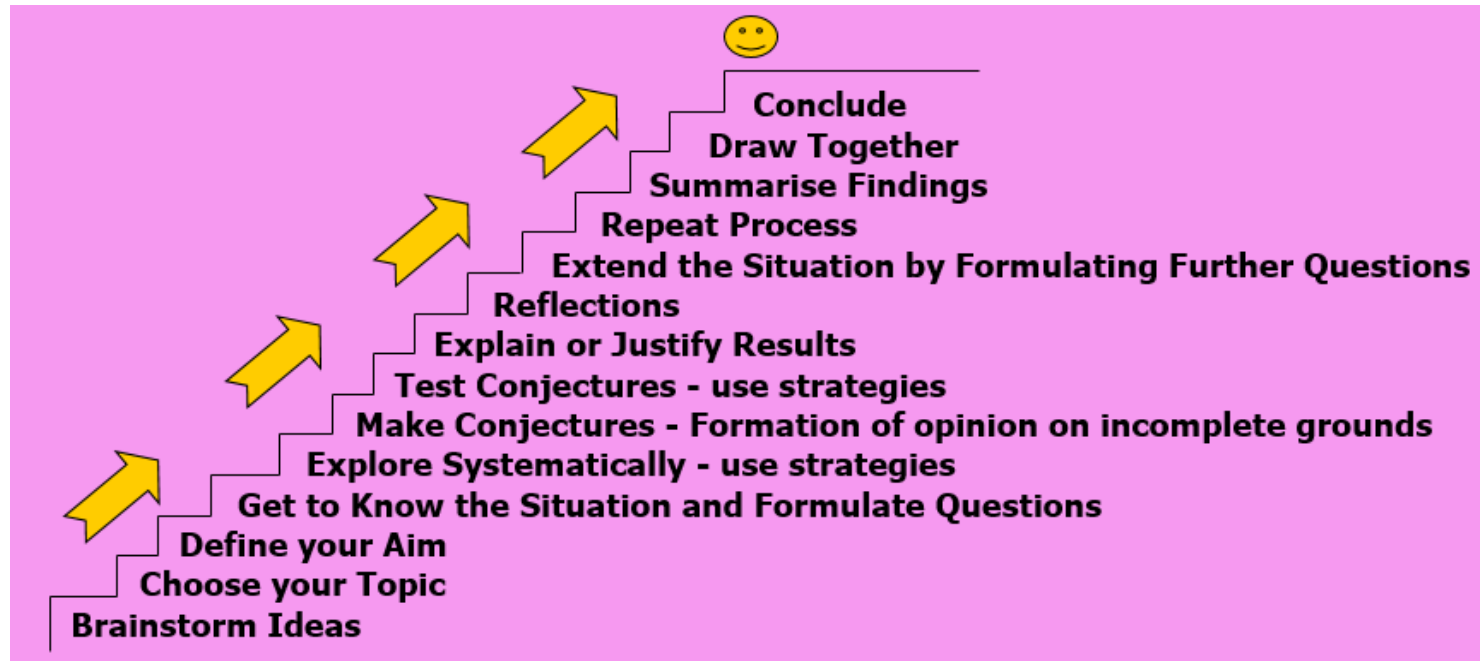 Conclude
Draw Together
Summarise Findings
Repeat Process
Extend the Situation by Formulating Further Questions
Reflections
Explain or Justify Results
Test Conjectures - use strategies
Make Conjectures - Formation of opinion on incomplete grounds
Explore Systematically - use strategies
Get to Know the Situation and Formulate Questions
Define your Aim
Choose your Topic
Brainstorm Ideas